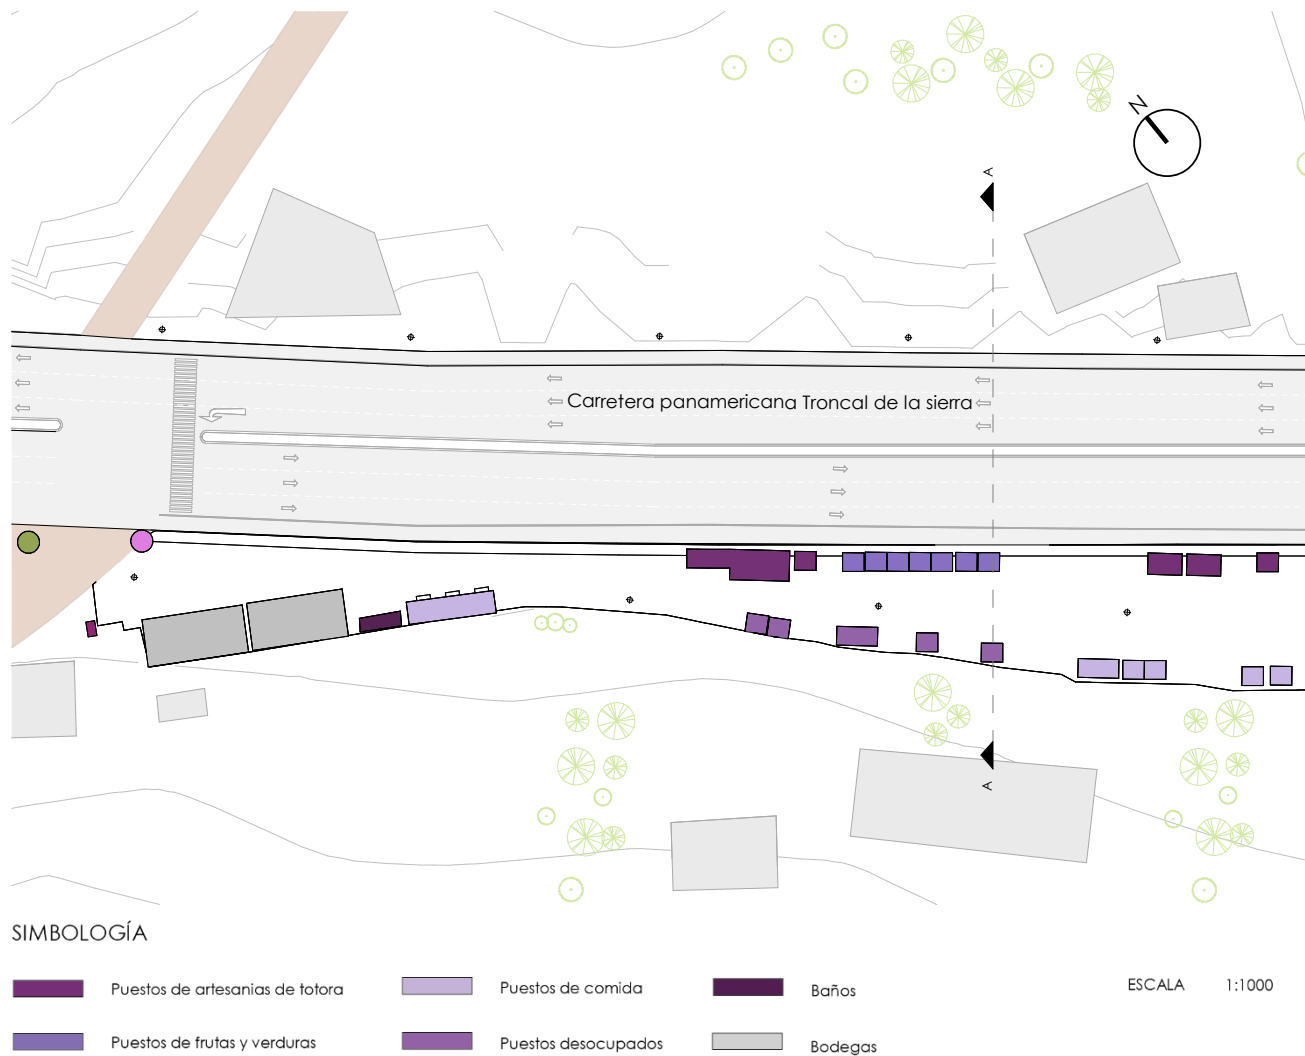 N
A
Carretera panamericana Troncal de la sierra
A
SIMBOLOGÍA
Puestos de artesanias de totora
Puestos de comida
Baños
ESCALA 1:1000
Puestos de frutas y verduras
Puestos desocupados
Bodegas